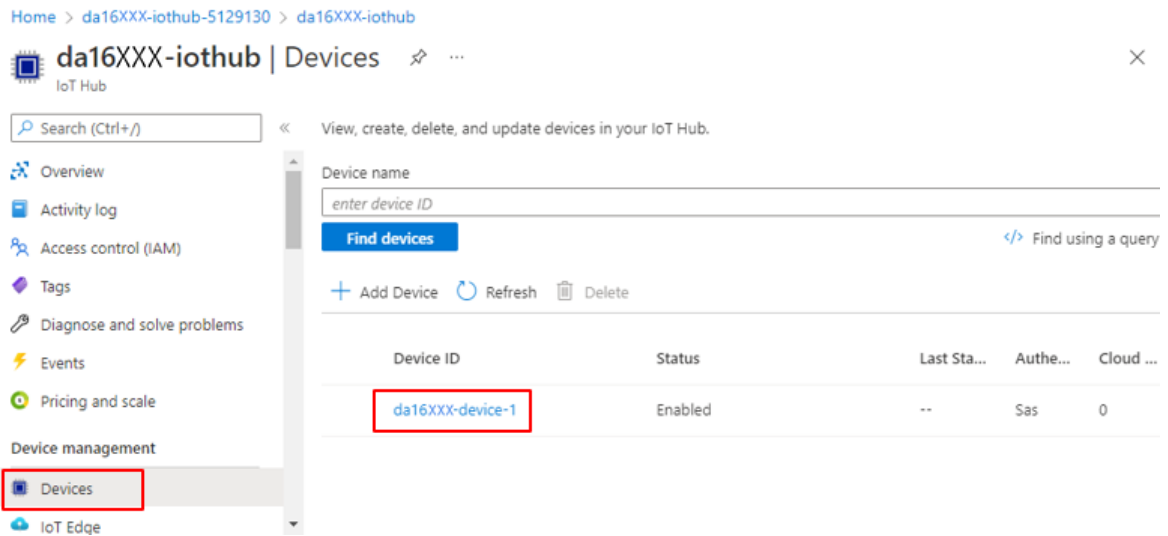 Home > da16XXX-iothub-5129130 > da16XXX-iothub
da16XXX-iothub | Devices ...
IoT Hub
Search (Ctrl+/)
«
Overview
Activity log
Access control (IAM)
Tags
Diagnose and solve problems
Events
Pricing and scale
Device management
Devices
IoT Edge
View, create, delete, and update devices in your IoT Hub.
Device name
enter device ID
Find devices
</> Find using a query
Add Device Refresh Delete
Device ID Status Last Sta... Authe... Cloud ...
da16XXX-device-1 Enabled -- Sas 0